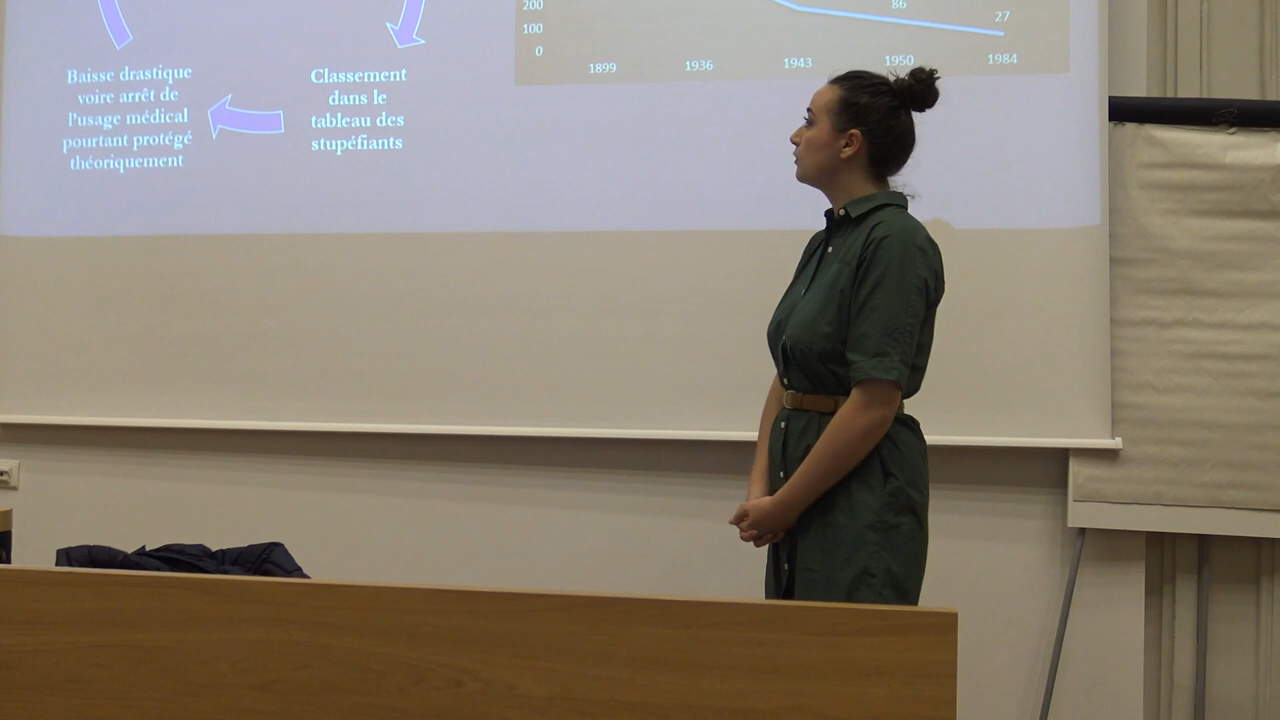 Baisse drastique
voire arrêt de
l'usage médical
pourtant protégé
théoriquement
Classement
dans le
tableau des
stupéfiants
200
100
0
86
27
1899 1936 1943 1950 1984